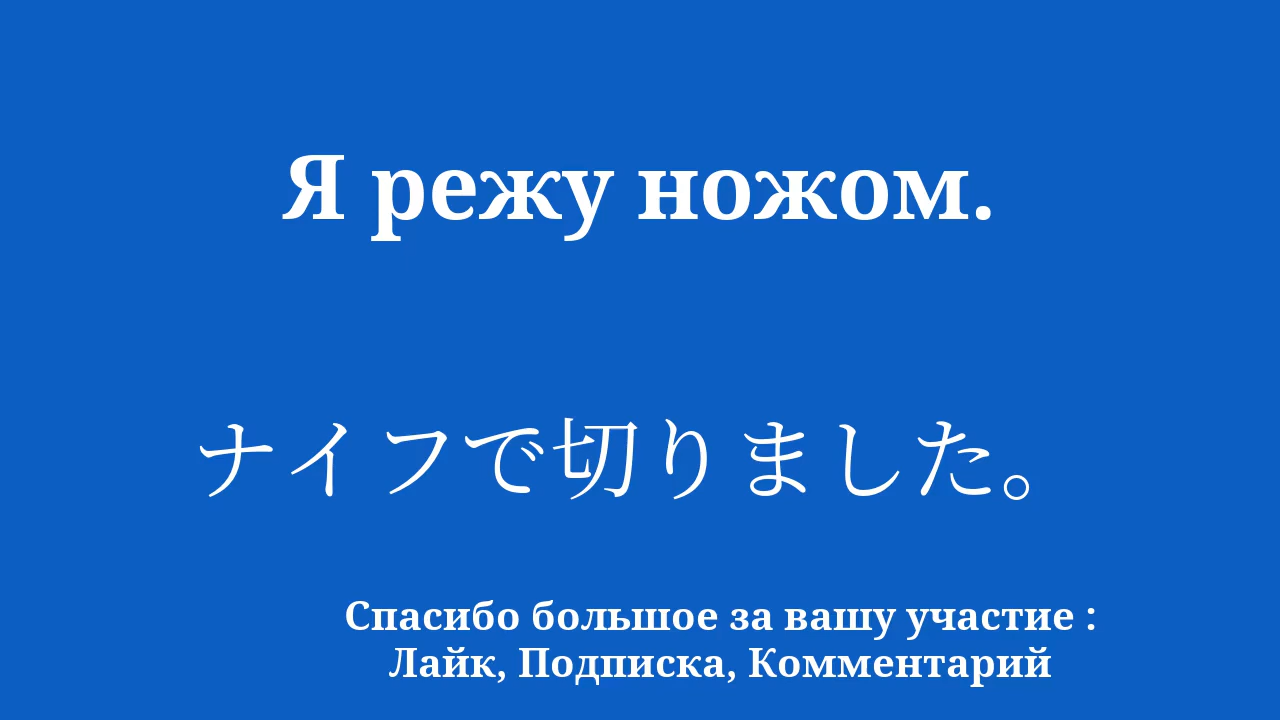 Я режу ножом.
ナイフで切りました。
Спасибо большое за вашу участие :
Лайк, Подписка, Комментарий